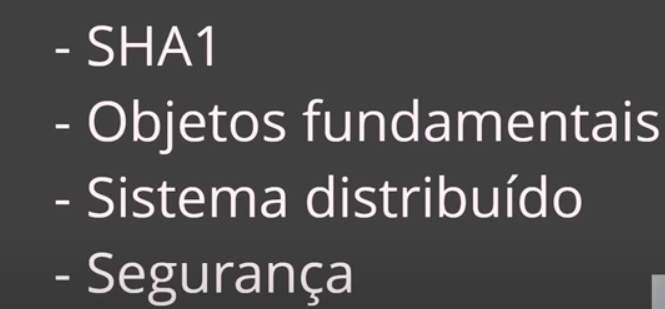 - SHA1
- Objetos fundamentais
- Sistema distribuído
- Segurança